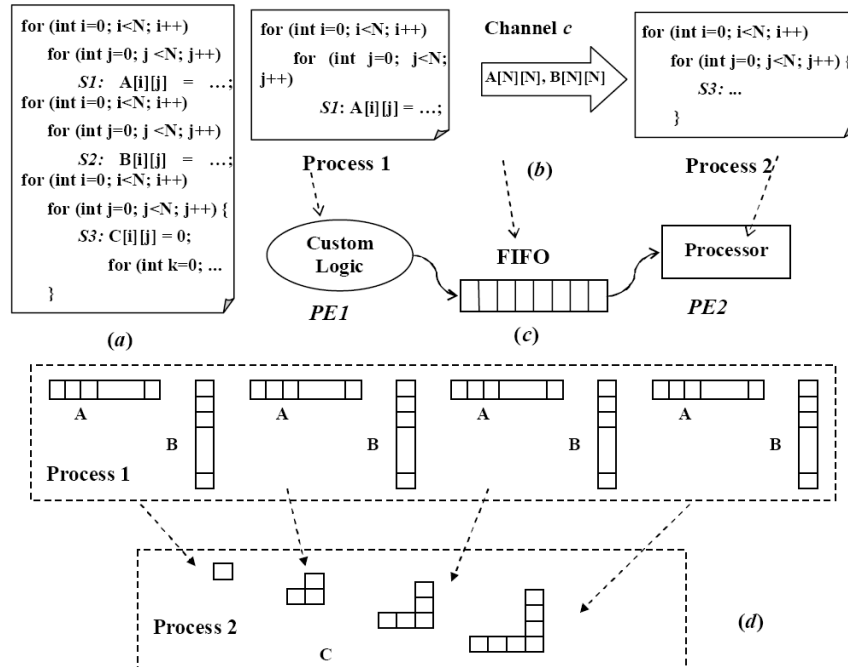 for (int i=0; i<N; i++)
for (int j=0; j <N; j++)
S1: A[i][j] = …;
for (int i=0; i<N; i++)
for (int j=0; j <N; j++)
S2: B[i][j] = …;
for (int i=0; i<N; i++)
for (int j=0; j<N; j++) {
S3: C[i][j] = 0;
for (int k=0; ...
}
(a)
for (int i=0; i<N; i++)
for (int j=0; j<N;
j++)
S1: A[i][j] = …;
Process 1
Channel c
A[N][N], B[N][N]
(b)
for (int i=0; i<N; i++)
for (int j=0; j<N; j++) {
S3: ...
}
Process 2
Custom
Logic
PE1
FIFO
(c)
Processor
PE2
A
B
A
B
A
B
A
B
Process 1
Process 2
C
(d)